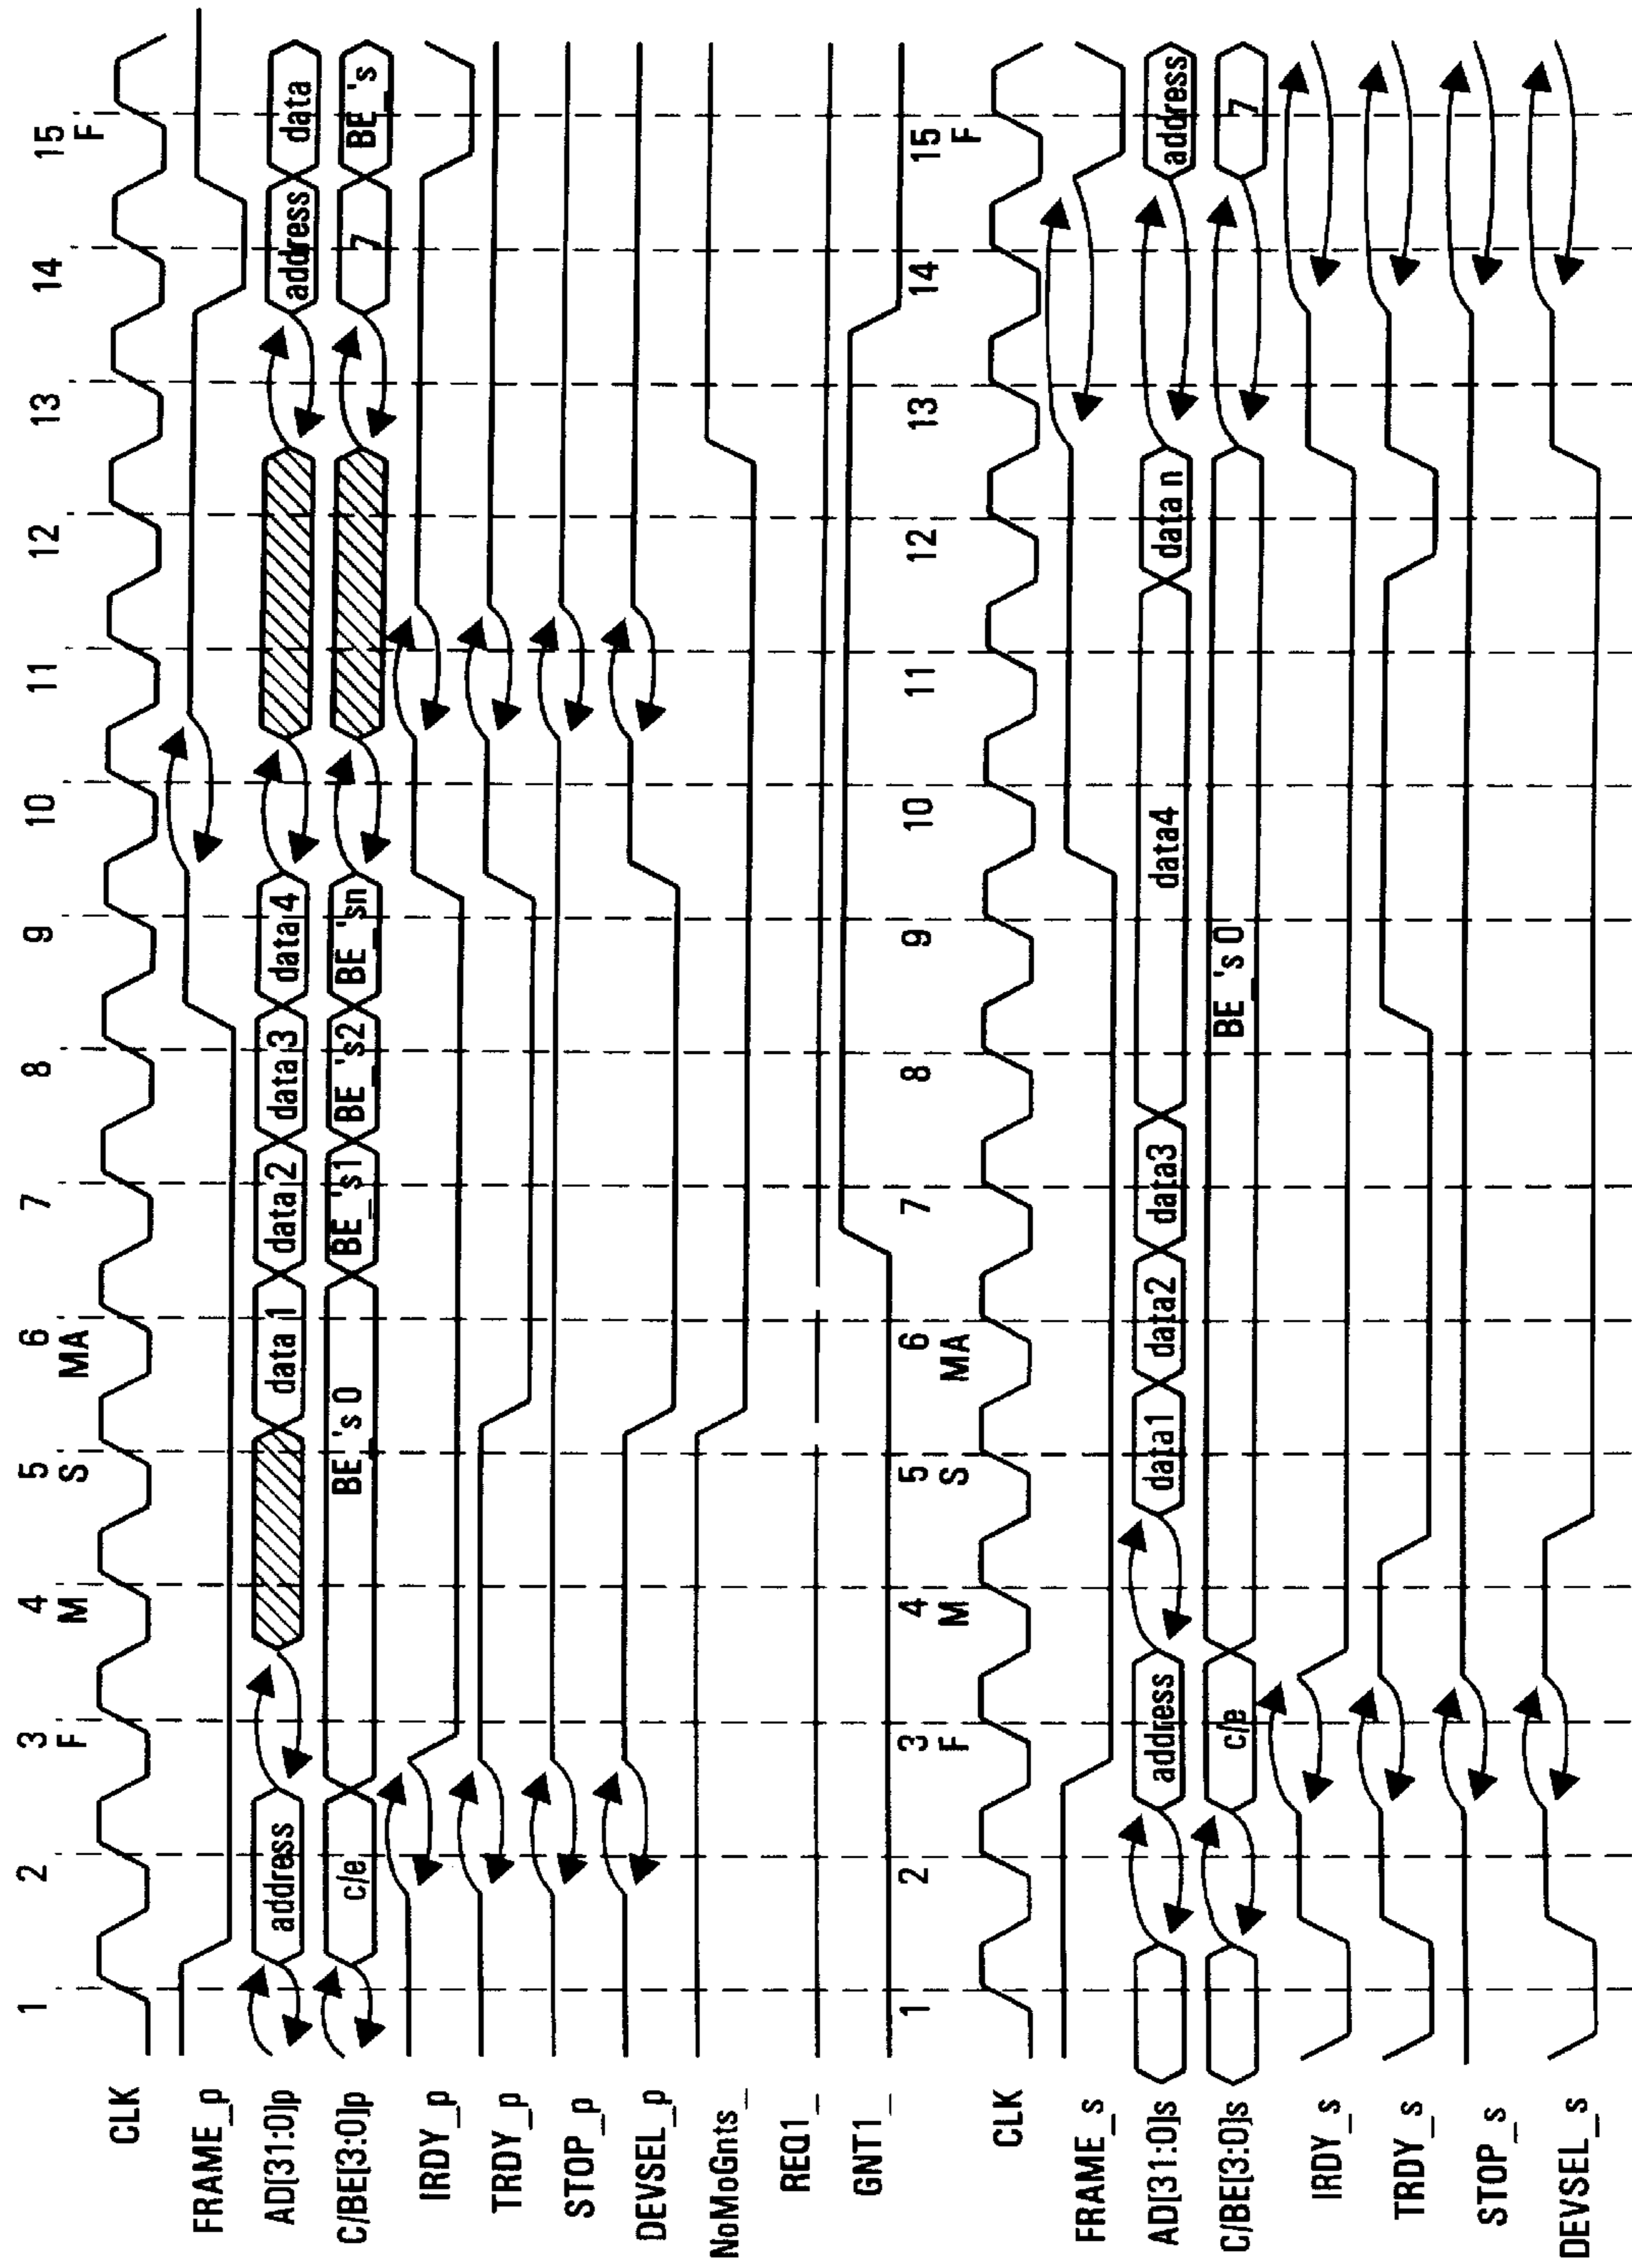 1 2 3 4 5 6 7 8 9 10 11 12 13 14 15
F M S MA F
CLK
FRAME_p
AD[31:0]p address data 1 data 2 data 3 data 4 address data
C/BE[3:0]p c/e BE_'s 0 BE_'s1 BE_'s2 BE_'sn 7 BE_'s
IRDY_p
TRDY_p
STOP_p
DEVSEL_p
NoMoGnts_
REQ1_
GNT1_
1 2 3 4 5 6 7 8 9 10 11 12 13 14 15
F M S MA F
CLK
FRAME_s
AD[31:0]s address data1 data2 data3 data4 data n address
C/BE[3:0]s c/e BE_'s 0 7
IRDY_s
TRDY_s
STOP_s
DEVSEL_s